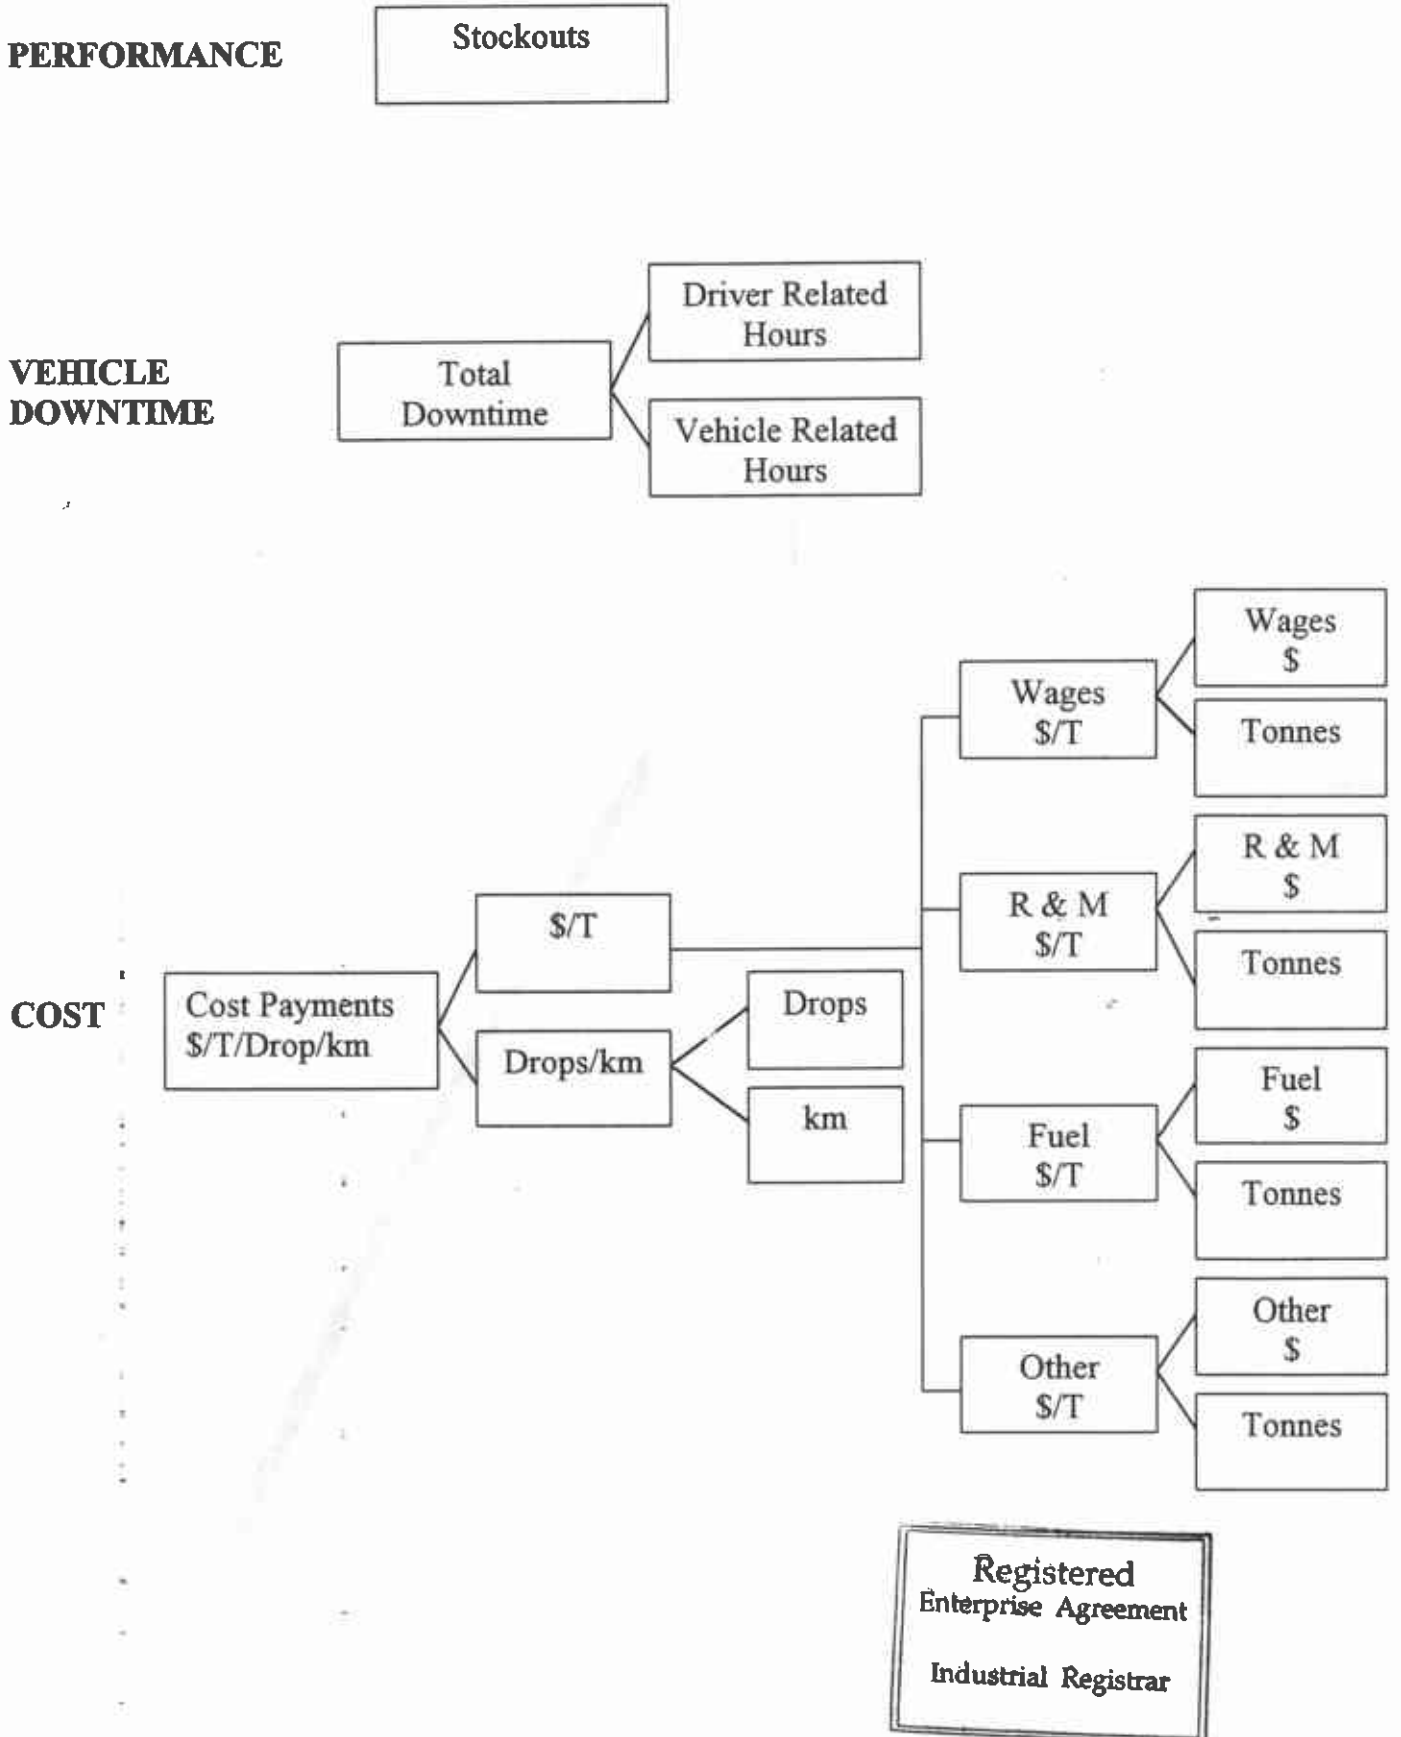 PERFORMANCE
Stockouts
VEHICLE
DOWNTIME
Total
Downtime
Driver Related
Hours
Vehicle Related
Hours
COST
Cost Payments
$/T/Drop/km
$/T
Drops/km
Drops
km
Wages
$/T
Wages
$
Tonnes
R & M
$/T
R & M
$
Tonnes
Fuel
$/T
Fuel
$
Tonnes
Other
$/T
Other
$
Tonnes
Registered
Enterprise Agreement
Industrial Registrar